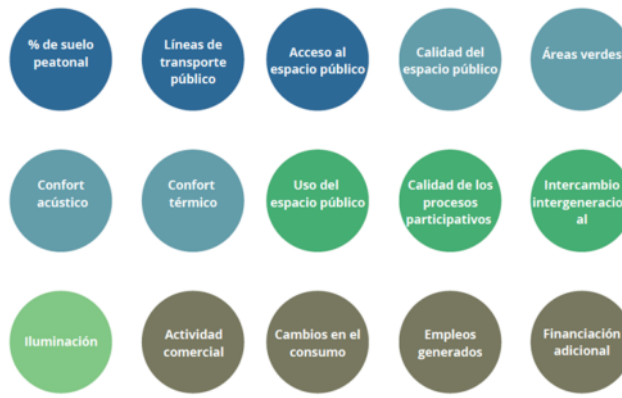 % de suelo
peatonal
Líneas de
transporte
público
Acceso al
espacio público
Calidad del
espacio público
Áreas verdes
Confort
acústico
Confort
térmico
Uso del
espacio público
Calidad de los
procesos
participativos
Intercambio
intergeneracion
al
Iluminación
Actividad
comercial
Cambios en el
consumo
Empleos
generados
Financiación
adicional